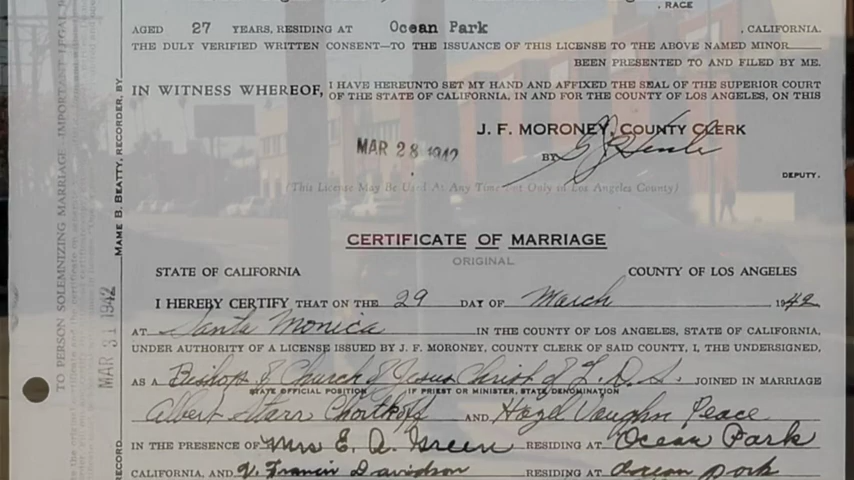 , RACE
AGED 27 YEARS, RESIDING AT Ocean Park , CALIFORNIA.
THE DULY VERIFIED WRITTEN CONSENT—TO THE ISSUANCE OF THIS LICENSE TO THE ABOVE NAMED MINOR
BEEN PRESENTED TO AND FILED BY ME.
IN WITNESS WHEREOF, I HAVE HEREUNTO SET MY HAND AND AFFIXED THE SEAL OF THE SUPERIOR COURT
OF THE STATE OF CALIFORNIA, IN AND FOR THE COUNTY OF LOS ANGELES, ON THIS
J. F. MORONEY, COUNTY CLERK
MAR 28 1942
BY
DEPUTY.
(This License May Be Used At Any Time but Only in Los Angeles County)
CERTIFICATE OF MARRIAGE
ORIGINAL
STATE OF CALIFORNIA COUNTY OF LOS ANGELES
I HEREBY CERTIFY THAT ON THE 29 DAY OF March 1942
AT Santa Monica IN THE COUNTY OF LOS ANGELES, STATE OF CALIFORNIA,
UNDER AUTHORITY OF A LICENSE ISSUED BY J. F. MORONEY, COUNTY CLERK OF SAID COUNTY, I, THE UNDERSIGNED,
AS A Bishop of Church of Jesus Christ of L. D. S. JOINED IN MARRIAGE
STATE OFFICIAL POSITION IF PRIEST OR MINISTER, STATE DENOMINATION
Albert Starr AND Hazel Vaughn Peace
IN THE PRESENCE OF Mrs E. A. Green RESIDING AT Ocean Park
CALIFORNIA, AND V. Francis Davidson RESIDING AT Ocean Park
TO PERSON SOLEMNIZING MARRIAGE—IMPORTANT LEGAL
MAR 31 1942
MAME B. BEATTY, RECORDER, BY
RECORD